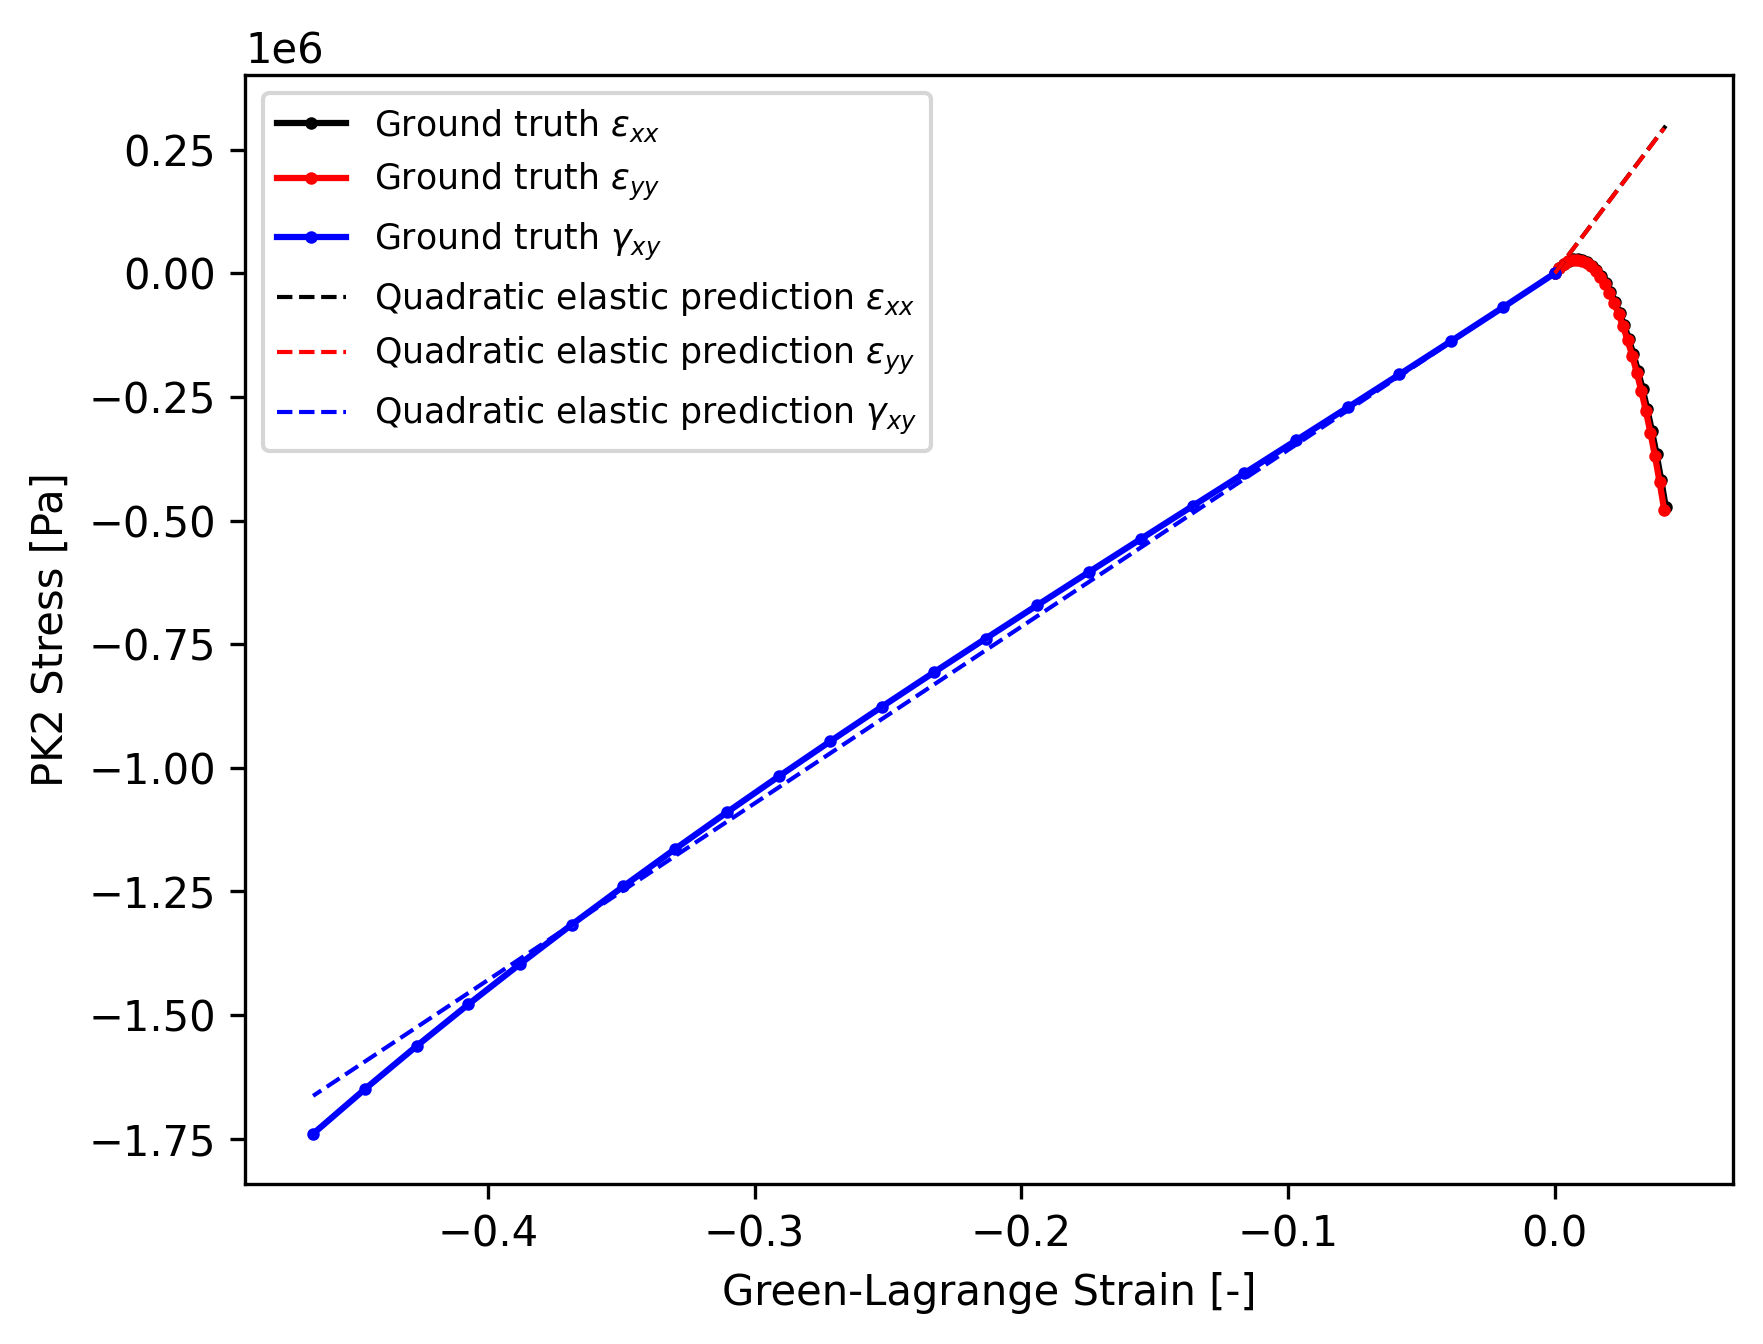 1e6
Ground truth εxx
Ground truth εyy
Ground truth γxy
Quadratic elastic prediction εxx
Quadratic elastic prediction εyy
Quadratic elastic prediction γxy
0.25
0.00
−0.25
−0.50
−0.75
−1.00
−1.25
−1.50
−1.75
PK2 Stress [Pa]
−0.4 −0.3 −0.2 −0.1 0.0
Green-Lagrange Strain [-]